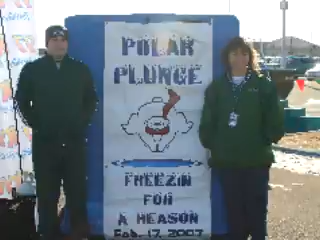 POLAR
PLUNGE
FREEZIN
FOR
A REASON
Feb. 17, 2007